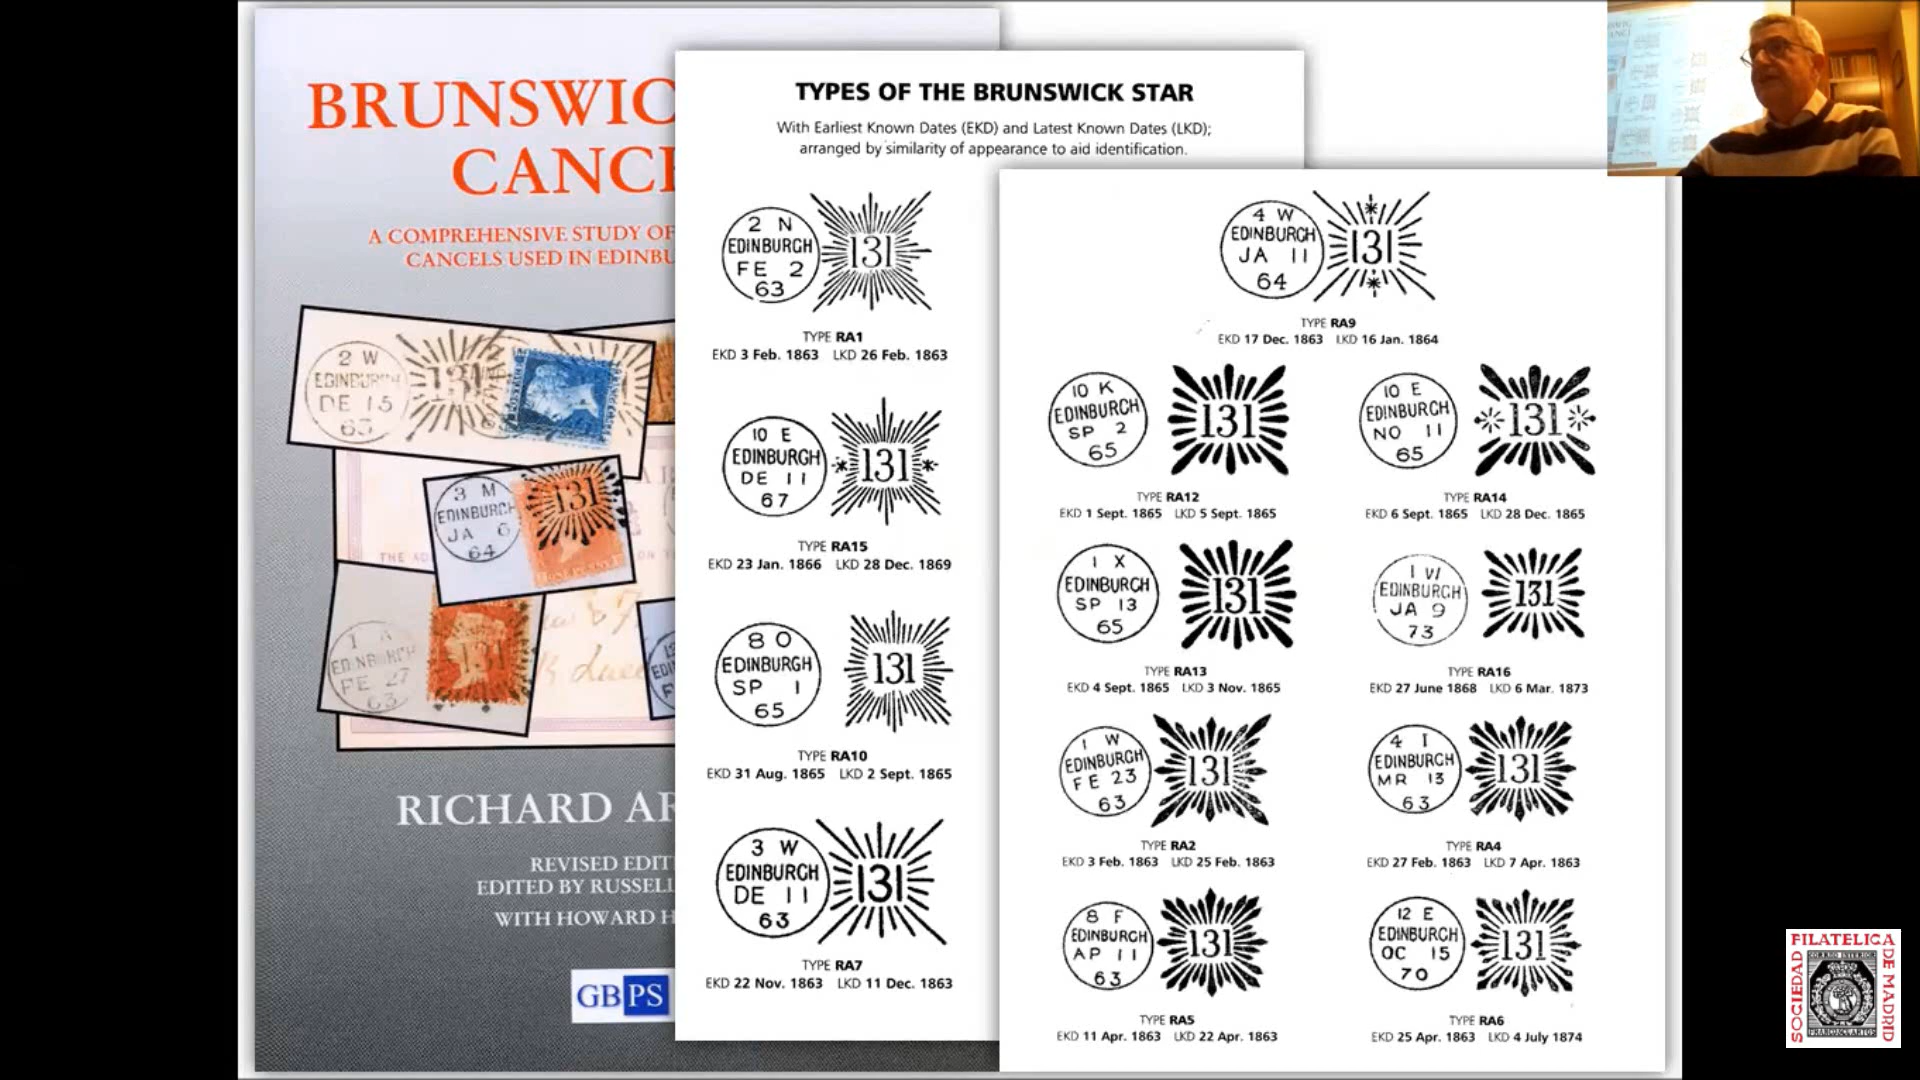 BRUNSWIC
CANCE
A COMPREHENSIVE STUDY OF
CANCELS USED IN EDINBU
2 W
EDINBURGH
DE 15
63
131
3 M
EDINBURGH
JA 6
64
131
1
EDINBURGH
FE 27
63
131
THE AD
RICHARD AR
REVISED EDIT
EDITED BY RUSSELL
WITH HOWARD H
GBPS
TYPES OF THE BRUNSWICK STAR
With Earliest Known Dates (EKD) and Latest Known Dates (LKD);
arranged by similarity of appearance to aid identification.
2 N
EDINBURGH
FE 2
63
131
TYPE RA1
EKD 3 Feb. 1863 LKD 26 Feb. 1863
10 E
EDINBURGH
DE 11
67
*131*
TYPE RA15
EKD 23 Jan. 1866 LKD 28 Dec. 1869
8 O
EDINBURGH
SP 1
65
131
TYPE RA10
EKD 31 Aug. 1865 LKD 2 Sept. 1865
3 W
EDINBURGH
DE 11
63
131
TYPE RA7
EKD 22 Nov. 1863 LKD 11 Dec. 1863
4 W
EDINBURGH
JA 11
64
131
TYPE RA9
EKD 17 Dec. 1863 LKD 16 Jan. 1864
10 K
EDINBURGH
SP 2
65
131
TYPE RA12
EKD 1 Sept. 1865 LKD 5 Sept. 1865
10 E
EDINBURGH
NO 11
65
131
TYPE RA14
EKD 6 Sept. 1865 LKD 28 Dec. 1865
1 X
EDINBURGH
SP 13
65
131
TYPE RA13
EKD 4 Sept. 1865 LKD 3 Nov. 1865
1 W
EDINBURGH
JA 9
73
131
TYPE RA16
EKD 27 June 1868 LKD 6 Mar. 1873
1 W
EDINBURGH
FE 23
63
131
TYPE RA2
EKD 3 Feb. 1863 LKD 25 Feb. 1863
4 I
EDINBURGH
MR 13
63
131
TYPE RA4
EKD 27 Feb. 1863 LKD 7 Apr. 1863
8 F
EDINBURGH
AP 11
63
131
TYPE RA5
EKD 11 Apr. 1863 LKD 22 Apr. 1863
12 E
EDINBURGH
OC 15
70
131
TYPE RA6
EKD 25 Apr. 1863 LKD 4 July 1874
SOCIEDAD
FILATELICA
DE MADRID
CORREO INTERIOR
FRANCO CUARTOS